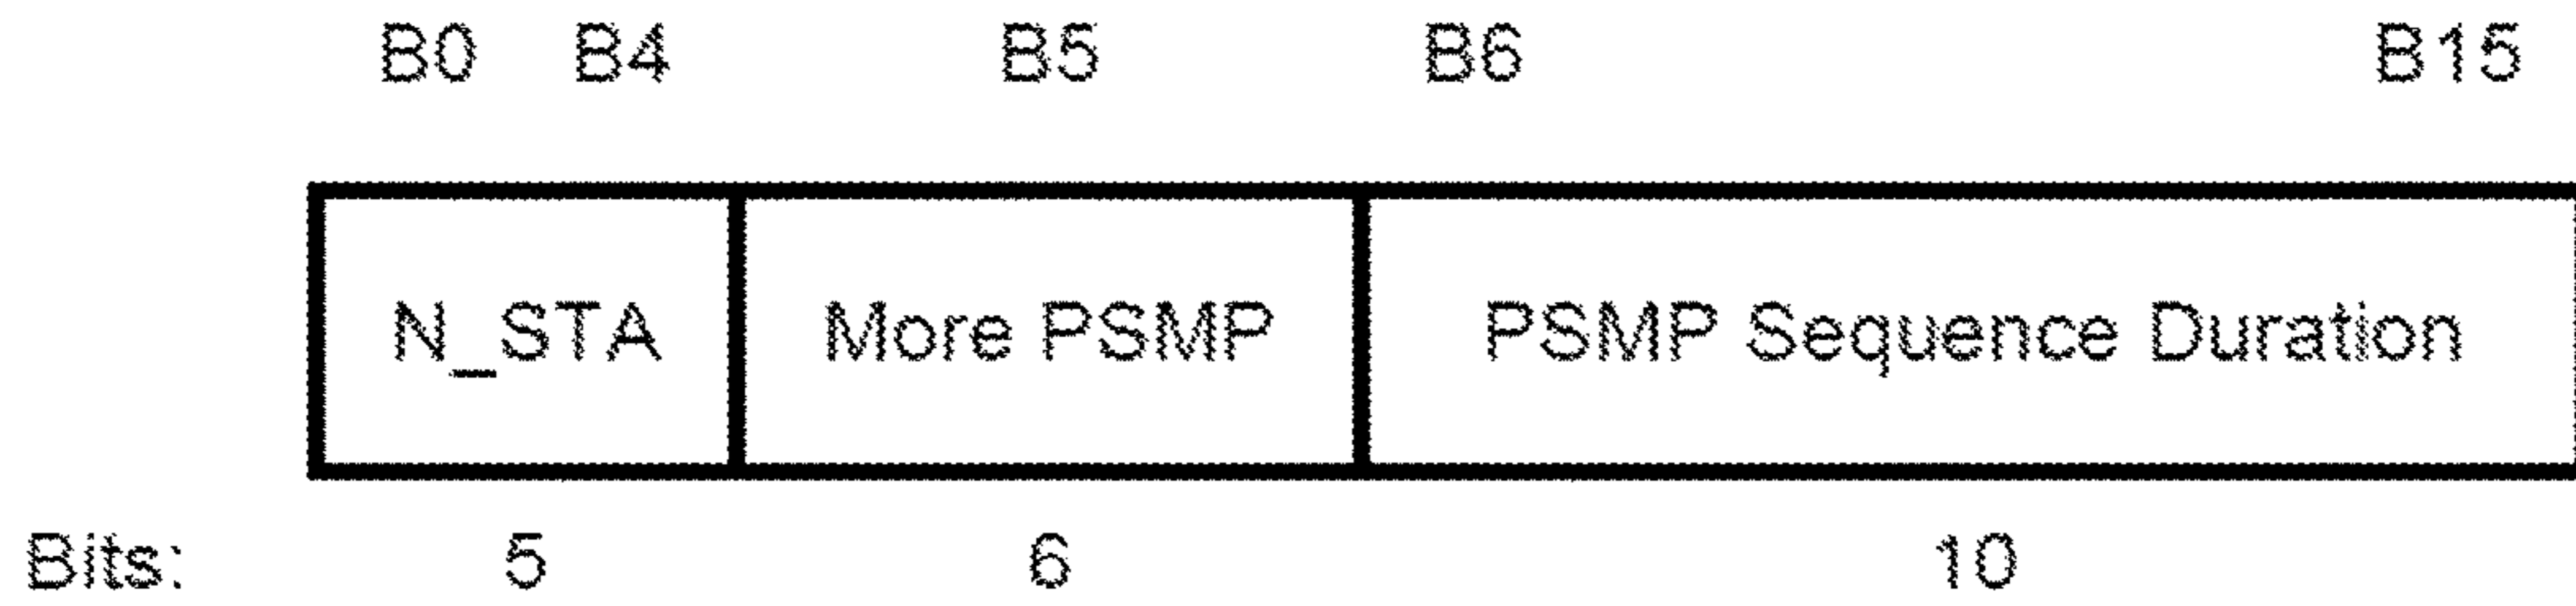 B0 B4 B5 B6 B15
N_STA More PSMP PSMP Sequence Duration
Bits: 5 6 10